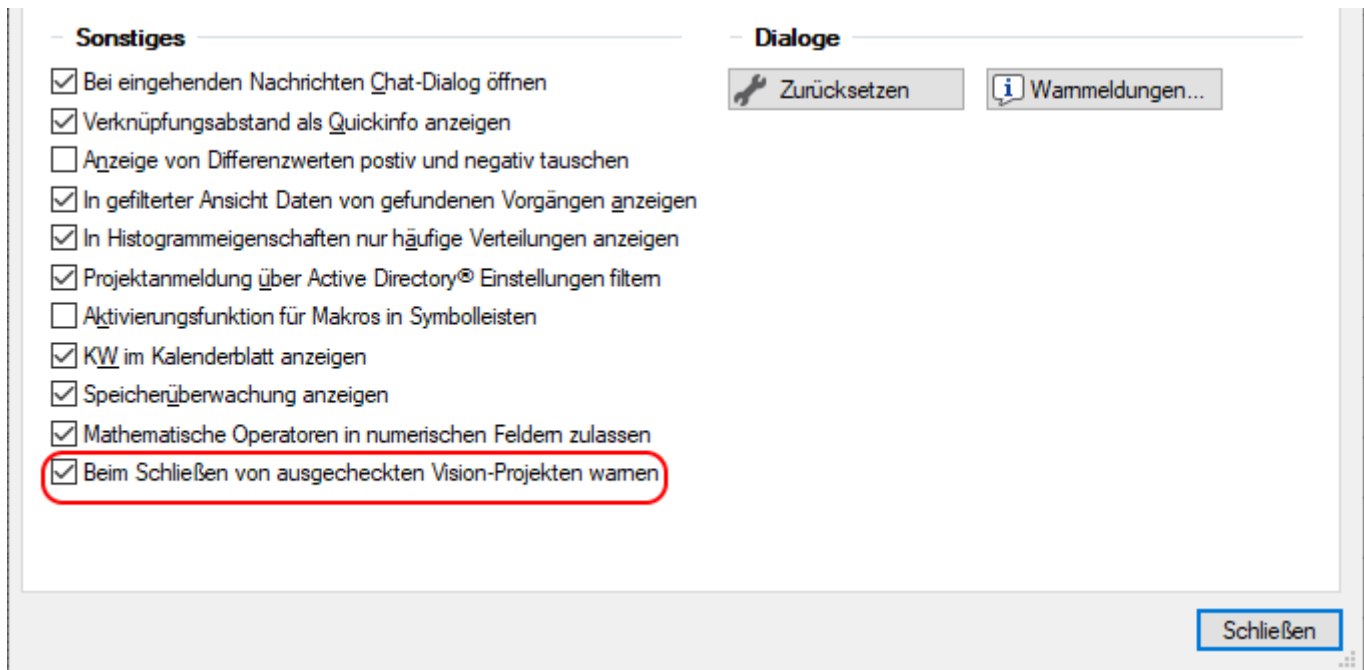 Sonstiges
Bei eingehenden Nachrichten Chat-Dialog öffnen
Verknüpfungsabstand als Quickinfo anzeigen
Anzeige von Differenzwerten postiv und negativ tauschen
In gefilterter Ansicht Daten von gefundenen Vorgängen anzeigen
In Histogrammeigenschaften nur häufige Verteilungen anzeigen
Projektanmeldung über Active Directory® Einstellungen filtern
Aktivierungsfunktion für Makros in Symbolleisten
KW im Kalenderblatt anzeigen
Speicherüberwachung anzeigen
Mathematische Operatoren in numerischen Feldern zulassen
Beim Schließen von ausgecheckten Vision-Projekten warnen
Dialoge
Zurücksetzen
Warnmeldungen...
Schließen